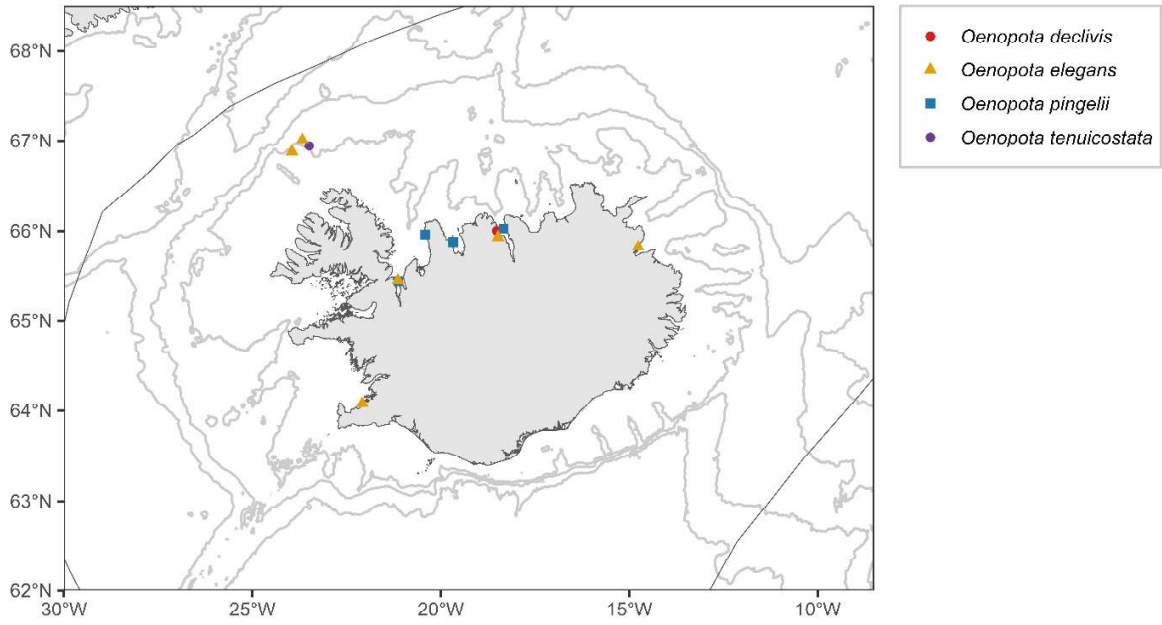 68°N
67°N
66°N
65°N
64°N
63°N
62°N
30°W 25°W 20°W 15°W 10°W
Oenopota declivis
Oenopota elegans
Oenopota pingelii
Oenopota tenuicostata